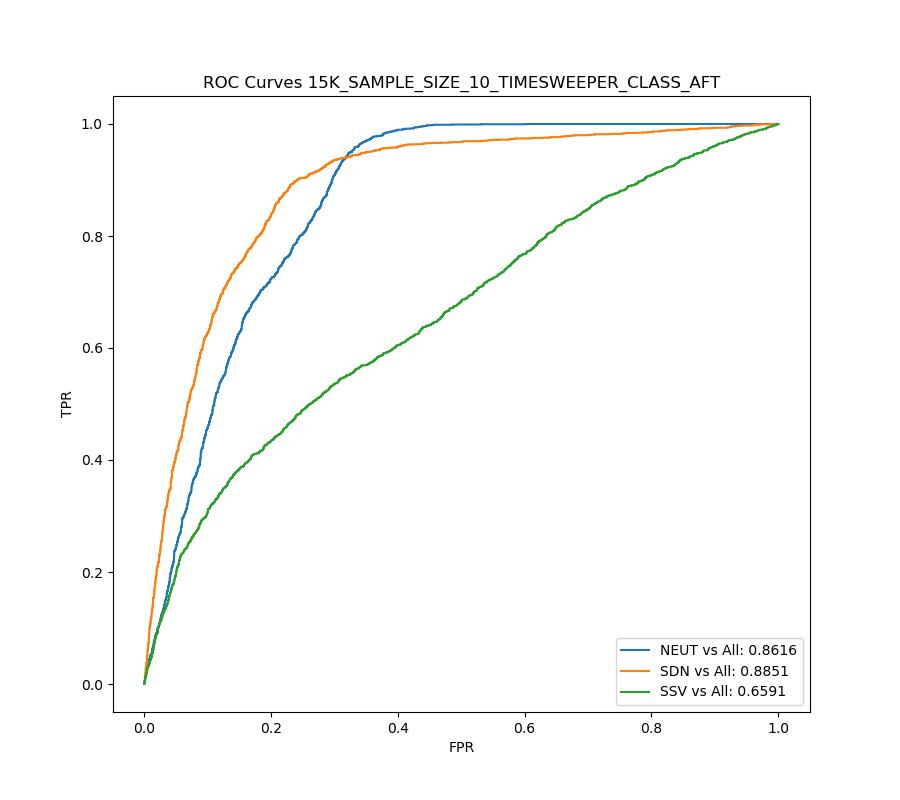 ROC Curves 15K_SAMPLE_SIZE_10_TIMESWEEPER_CLASS_AFT
1.0
0.8
0.6
0.4
0.2
0.0
TPR
0.0 0.2 0.4 0.6 0.8 1.0
FPR
NEUT vs All: 0.8616
SDN vs All: 0.8851
SSV vs All: 0.6591